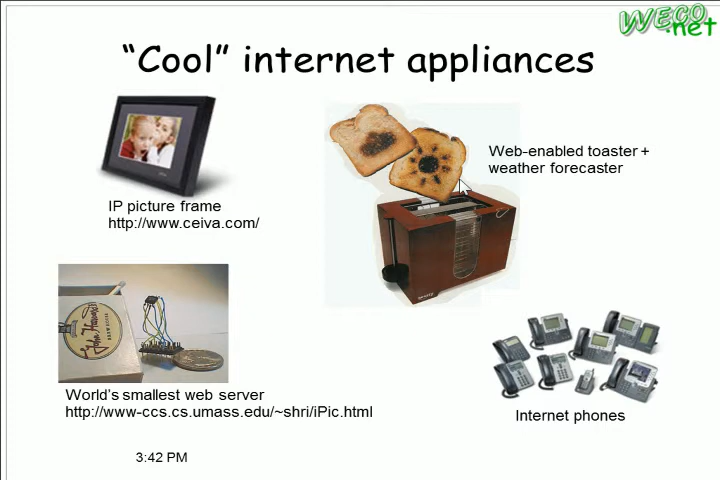 WECO
.net
“Cool” internet appliances
Web-enabled toaster +
weather forecaster
IP picture frame
http://www.ceiva.com/
World's smallest web server
http://www-ccs.cs.umass.edu/~shri/iPic.html
Internet phones
3:42 PM